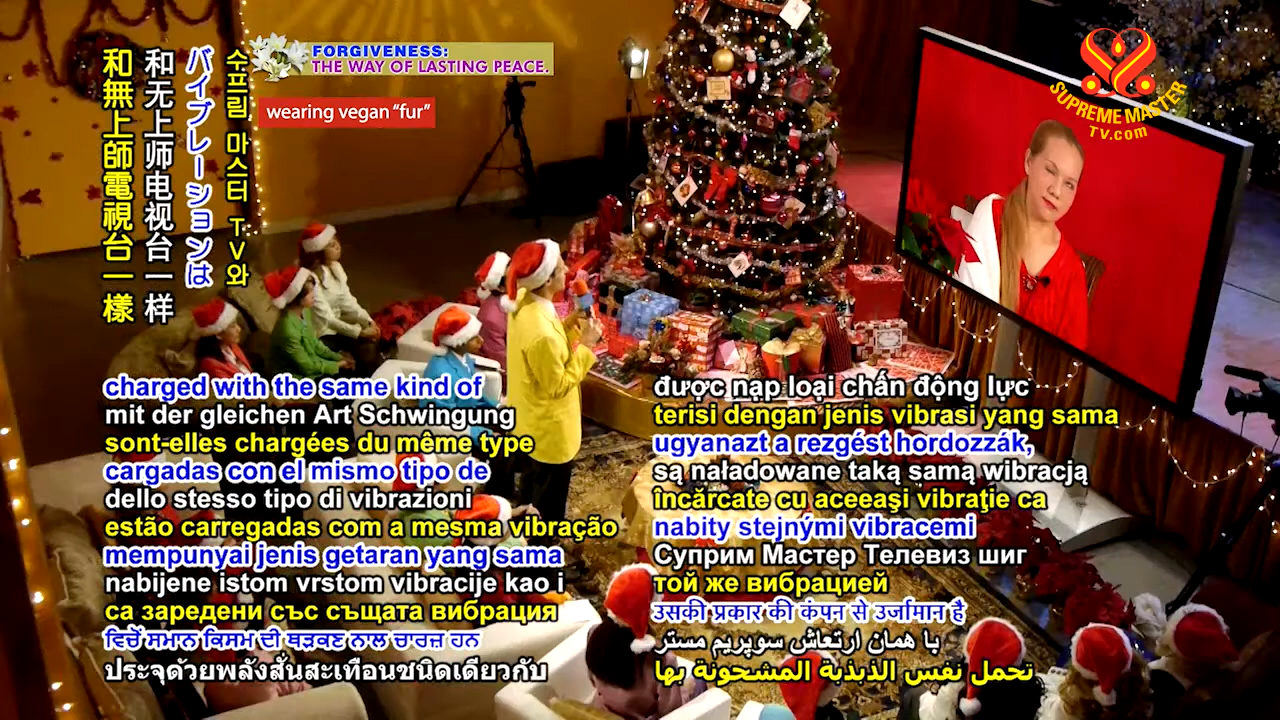 和無上師電視台一樣
和无上师电视台一样
バイブレーションは
수프림 마스터 TV와
FORGIVENESS:
THE WAY OF LASTING PEACE.
wearing vegan “fur”
SUPREME MASTER
TV.com
charged with the same kind of
mit der gleichen Art Schwingung
sont-elles chargées du même type
cargadas con el mismo tipo de
dello stesso tipo di vibrazioni
estão carregadas com a mesma vibração
mempunyai jenis getaran yang sama
nabijene istom vrstom vibracije kao i
са заредени със същата вибрация
ਵਿਚੋਂ ਸਮਾਨ ਕਿਸਮ ਦੀ ਥੜਕਣ ਨਾਲ ਚਾਰਜ਼ ਹਨ
ประจุด้วยพลังสั่นสะเทือนชนิดเดียวกับ
được nạp loại chấn động lực
terisi dengan jenis vibrasi yang sama
ugyanazt a rezgést hordozzák,
są naładowane taką samą wibracją
încărcate cu aceeaşi vibraţie ca
nabity stejnými vibracemi
Суприм Мастер Телевиз шиг
той же вибрацией
उसकी प्रकार की कंपन से उर्जामान है
با همان ارتعاش سوپریم مستر
تحمل نفس الذبذبة المشحونة بها